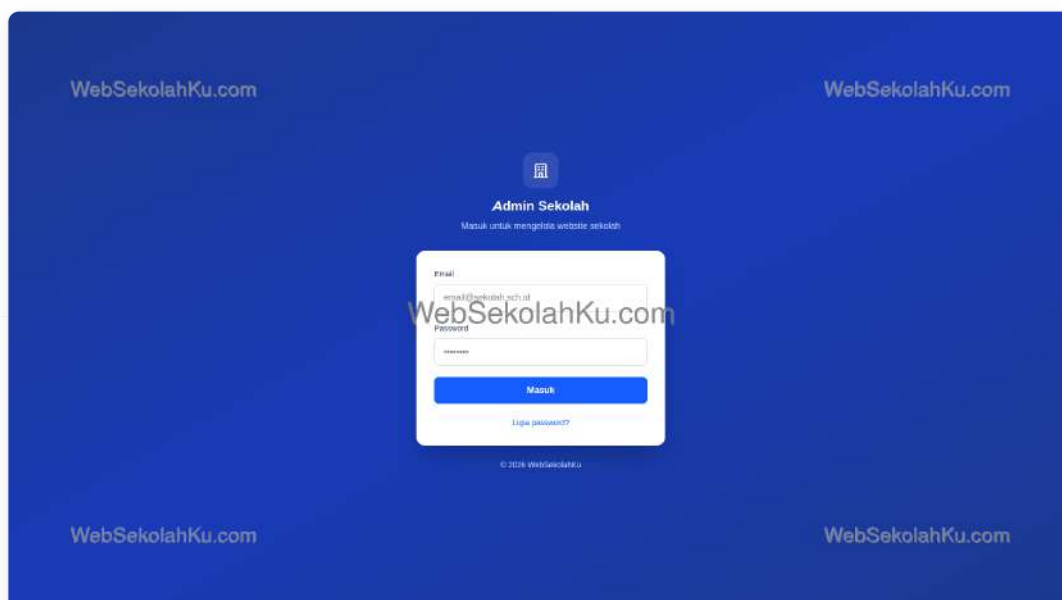 WebSekolahKu.com
WebSekolahKu.com
Admin Sekolah
Masuk untuk mengelola website sekolah
Email
email@sekolah.sch.id
WebSekolahKu.com
Password
Masuk
Lupa password?
© 2026 WebSekolahKu
WebSekolahKu.com
WebSekolahKu.com